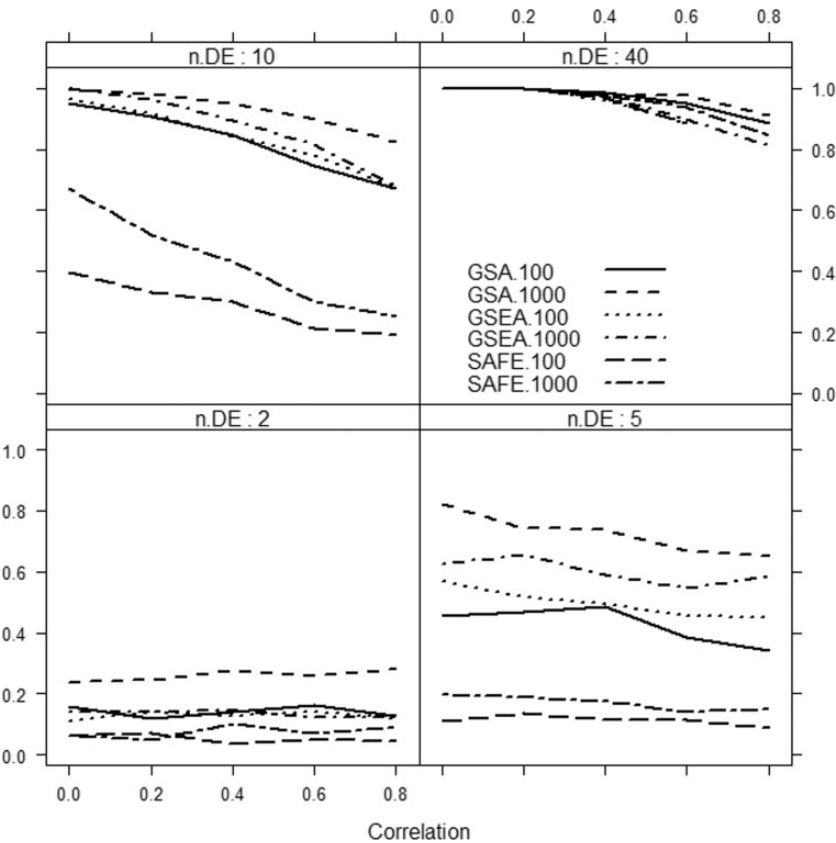 0.0 0.2 0.4 0.6 0.8
n.DE : 10 n.DE : 40
1.0
0.8
0.6
0.4
0.2
0.0
GSA.100
GSA.1000
GSEA.100
GSEA.1000
SAFE.100
SAFE.1000
n.DE : 2 n.DE : 5
1.0
0.8
0.6
0.4
0.2
0.0
0.0 0.2 0.4 0.6 0.8
Correlation